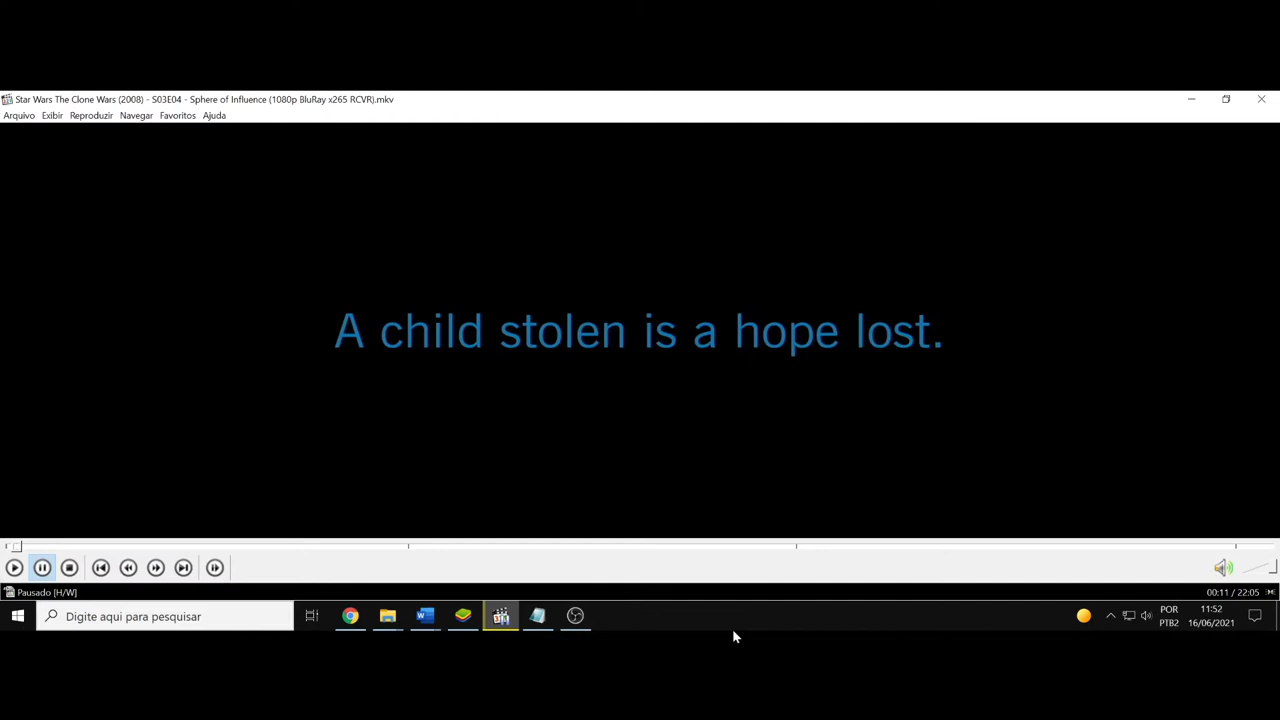 Star Wars The Clone Wars (2008) - S03E04 - Sphere of Influence (1080p BluRay x265 RCVR).mkv
Arquivo Exibir Reproduzir Navegar Favoritos Ajuda
A child stolen is a hope lost.
Pausado [H/W]
00:11 / 22:05
Digite aqui para pesquisar
POR
PTB2
11:52
16/06/2021